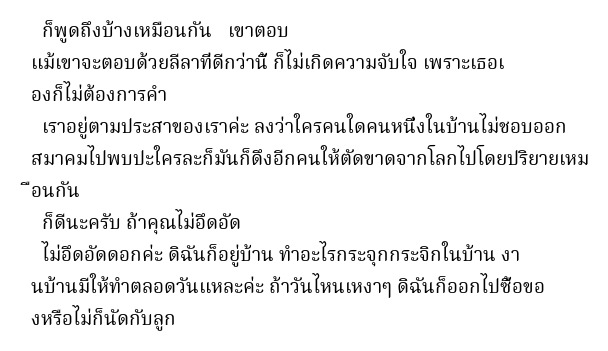 ก็พูดถึงบ้างเหมือนกัน   เขาตอบ
แม้เขาจะตอบด้วยลีลาทีดีกว่านี้ ก็ไม่เกิดความจับใจ เพราะเธอเ
องก็ไม่ต้องการคำ
เราอยู่ตามประสาของเราค่ะ ลงว่าใครคนใดคนหนึ่งในบ้านไม่ชอบออก
สมาคมไปพบปะใครละก็มันก็ดึงอีกคนให้ตัดขาดจากโลกไปโดยปริยายเหม
ือนกัน
ก็ดีนะครับ ถ้าคุณไม่อึดอัด
ไม่อึดอัดดอกค่ะ ดิฉันก็อยู่บ้าน ทำอะไรกระจุกกระจิกในบ้าน งา
นบ้านมีให้ทำตลอดวันแหละค่ะ ถ้าวันไหนเหงาๆ ดิฉันก็ออกไปซื้อขอ
งหรือไม่ก็นัดกับลูก